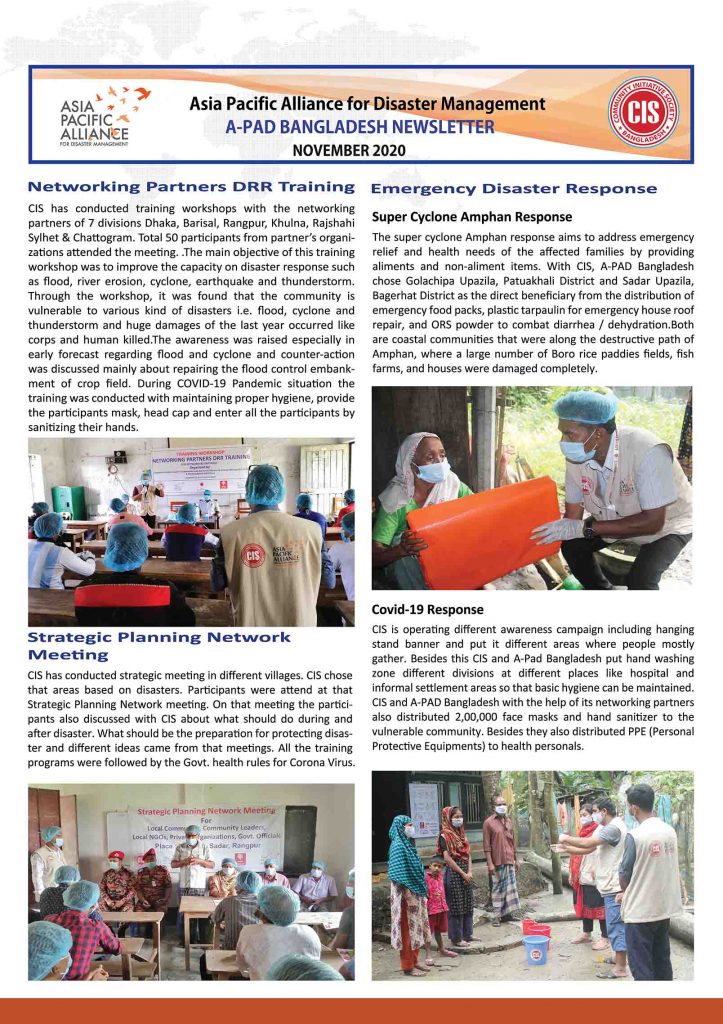 ASIA
PACIFIC
ALLIANCE
FOR DISASTER MANAGEMENT
Asia Pacific Alliance for Disaster Management
A-PAD BANGLADESH NEWSLETTER
NOVEMBER 2020
COMMUNITY INITIATIVE SOCIETY
CIS
BANGLADESH
Networking Partners DRR Training
CIS has conducted training workshops with the networking
partners of 7 divisions Dhaka, Barisal, Rangpur, Khulna, Rajshahi
Sylhet & Chattogram. Total 50 participants from partner's organi-
zations attended the meeting. .The main objective of this training
workshop was to improve the capacity on disaster response such
as flood, river erosion, cyclone, earthquake and thunderstorm.
Through the workshop, it was found that the community is
vulnerable to various kind of disasters i.e. flood, cyclone and
thunderstorm and huge damages of the last year occurred like
corps and human killed.The awareness was raised especially in
early forecast regarding flood and cyclone and counter-action
was discussed mainly about repairing the flood control embank-
ment of crop field. During COVID-19 Pandemic situation the
training was conducted with maintaining proper hygiene, provide
the participants mask, head cap and enter all the participants by
sanitizing their hands.
TRAINING WORKSHOP
NETWORKING PARTNERS DRR TRAINING
CIS
ASIA
PACIFIC
ALLIANCE
Strategic Planning Network
Meeting
CIS has conducted strategic meeting in different villages. CIS chose
that areas based on disasters. Participants were attend at that
Strategic Planning Network meeting. On that meeting the partici-
pants also discussed with CIS about what should do during and
after disaster. What should be the preparation for protecting disas-
ter and different ideas came from that meetings. All the training
programs were followed by the Govt. health rules for Corona Virus.
Strategic Planning Network Meeting
For
Local Community Leaders,
Local NGOs, Organizations, Govt. Officials
Place Sadar, Rangpur
Emergency Disaster Response
Super Cyclone Amphan Response
The super cyclone Amphan response aims to address emergency
relief and health needs of the affected families by providing
aliments and non-aliment items. With CIS, A-PAD Bangladesh
chose Golachipa Upazila, Patuakhali District and Sadar Upazila,
Bagerhat District as the direct beneficiary from the distribution of
emergency food packs, plastic tarpaulin for emergency house roof
repair, and ORS powder to combat diarrhea / dehydration.Both
are coastal communities that were along the destructive path of
Amphan, where a large number of Boro rice paddies fields, fish
farms, and houses were damaged completely.
Covid-19 Response
CIS is operating different awareness campaign including hanging
stand banner and put it different areas where people mostly
gather. Besides this CIS and A-Pad Bangladesh put hand washing
zone different divisions at different places like hospital and
informal settlement areas so that basic hygiene can be maintained.
CIS and A-PAD Bangladesh with the help of its networking partners
also distributed 2,00,000 face masks and hand sanitizer to the
vulnerable community. Besides they also distributed PPE (Personal
Protective Equipments) to health personals.